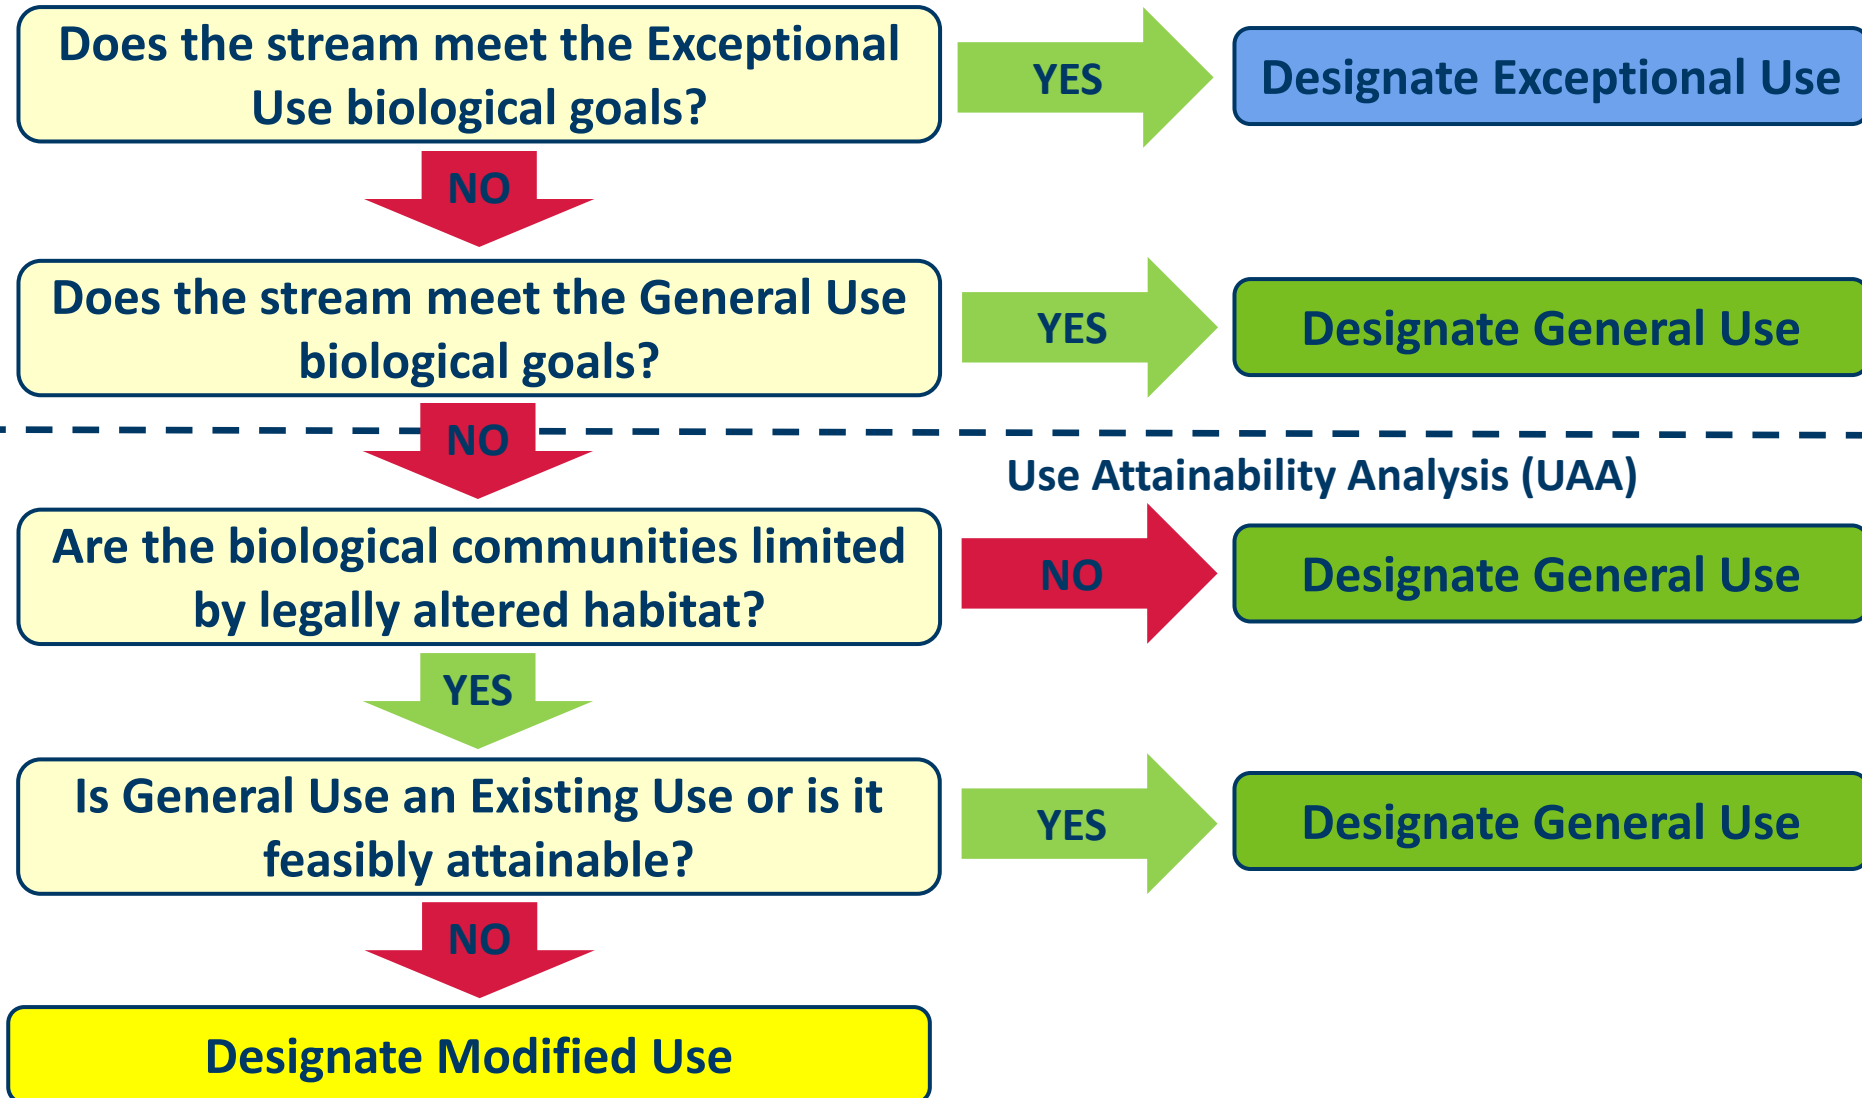 Does the stream meet the Exceptional
Use biological goals?
YES
Designate Exceptional Use
NO
Does the stream meet the General Use
biological goals?
YES
Designate General Use
NO
Use Attainability Analysis (UAA)
Are the biological communities limited
by legally altered habitat?
NO
Designate General Use
YES
Is General Use an Existing Use or is it
feasibly attainable?
YES
Designate General Use
NO
Designate Modified Use